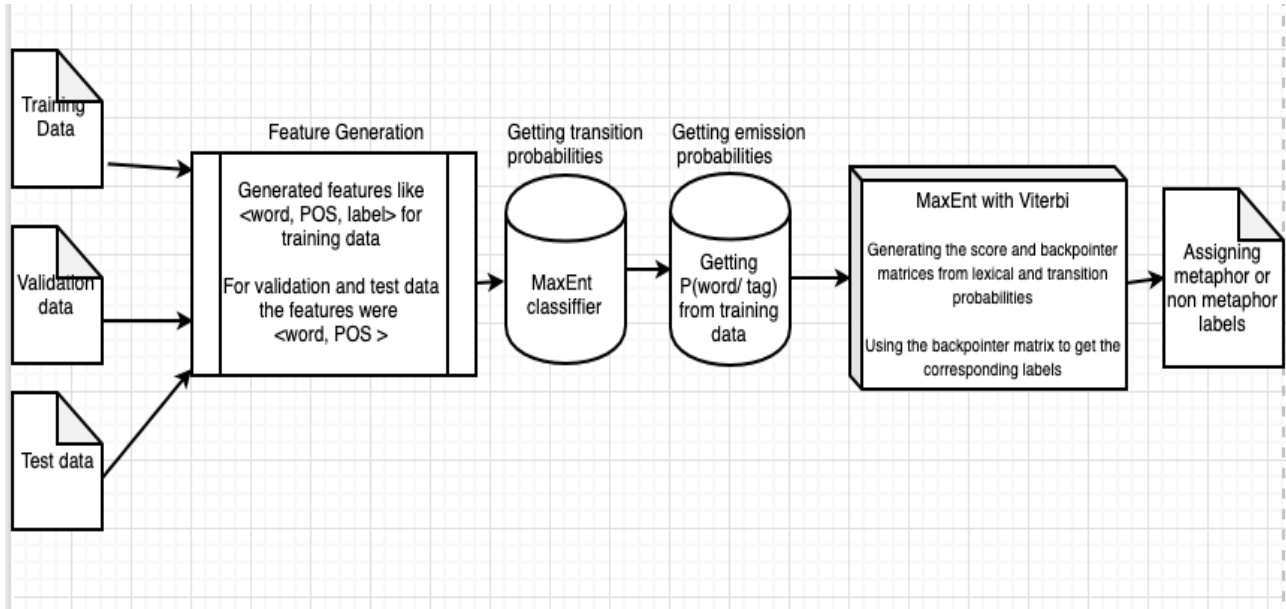 Training
Data
Validation
data
Test data
Feature Generation
Generated features like
<word, POS, label> for
training data
For validation and test data
the features were
<word, POS >
Getting transition
probabilities
MaxEnt
classiffier
Getting emission
probabilities
Getting
P(word/ tag)
from training
data
MaxEnt with Viterbi
Generating the score and backpointer
matrices from lexical and transition
probabilities
Using the backpointer matrix to get the
corresponding labels
Assigning
metaphor or
non metaphor
labels